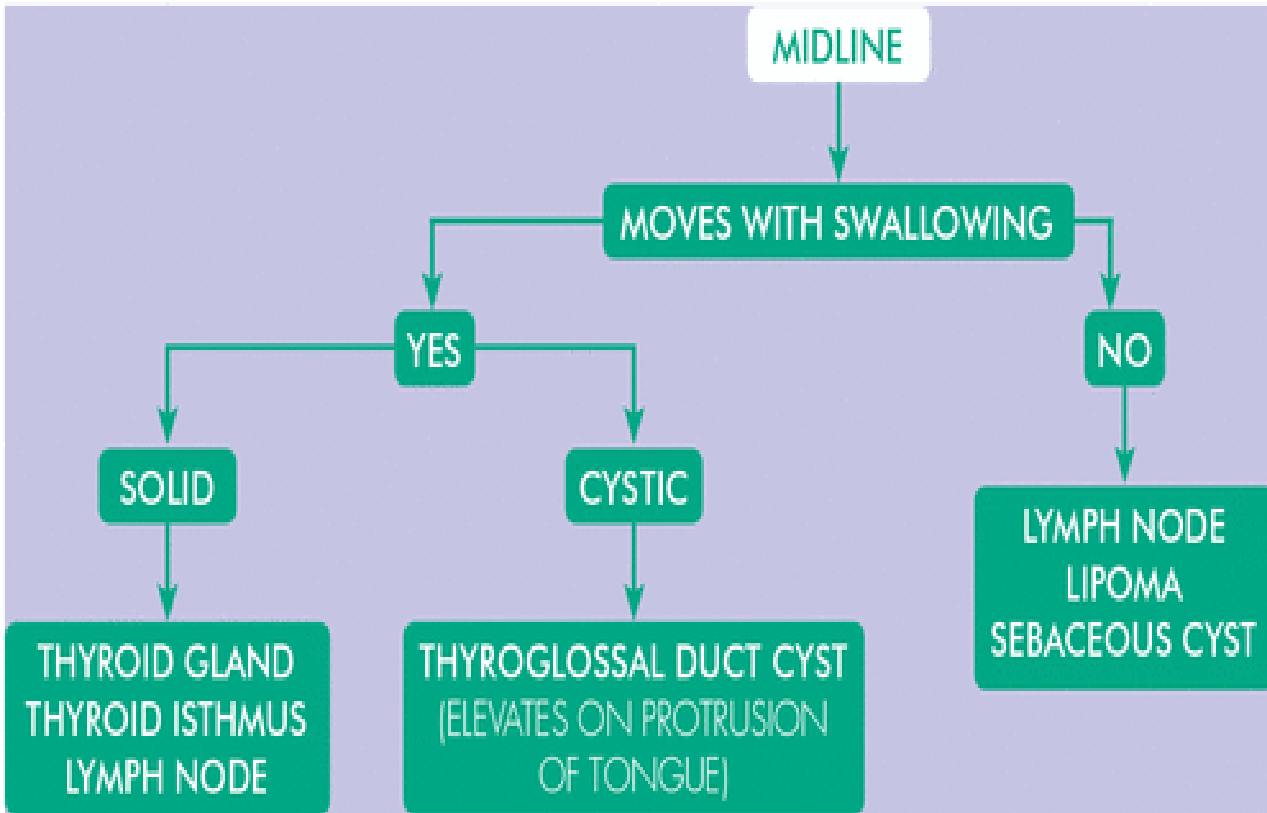 MIDLINE
MOVES WITH SWALLOWING
YES
NO
SOLID
CYSTIC
LYMPH NODE
LIPOMA
SEBACEOUS CYST
THYROID GLAND
THYROID ISTHMUS
LYMPH NODE
THYROGLOSSAL DUCT CYST
(ELEVATES ON PROTRUSION
OF TONGUE)